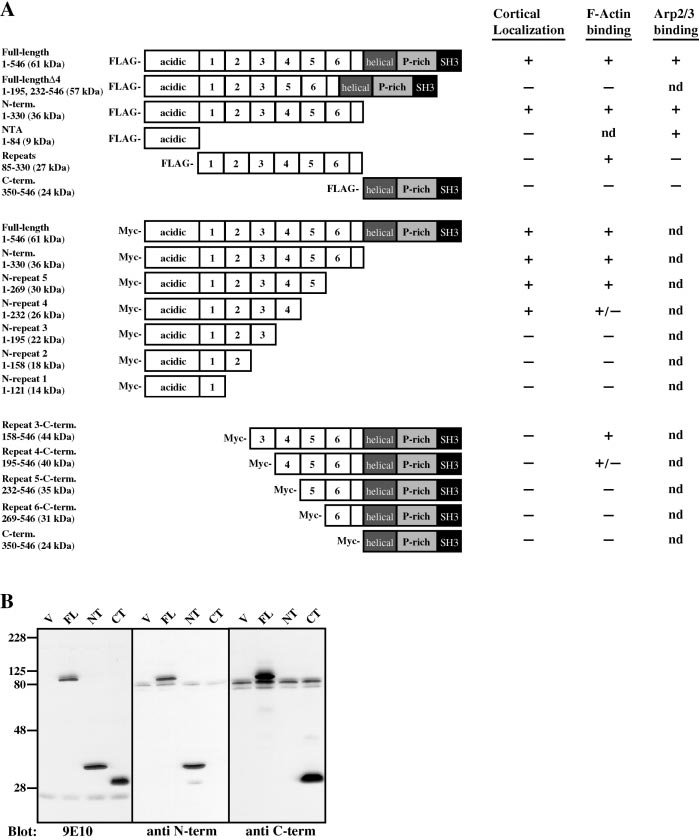 A
Cortical Localization F-Actin binding Arp2/3 binding
Full-length
1-546 (61 kDa) FLAG- acidic 1 2 3 4 5 6 helical P-rich SH3 + + +
Full-lengthΔ4
1-195, 232-546 (57 kDa) FLAG- acidic 1 2 3 5 6 helical P-rich SH3 — — nd
N-term.
1-330 (36 kDa) FLAG- acidic 1 2 3 4 5 6 + + +
NTA
1-84 (9 kDa) FLAG- acidic — nd +
Repeats
85-330 (27 kDa) FLAG- 1 2 3 4 5 6 — + —
C-term.
350-546 (24 kDa) FLAG- helical P-rich SH3 — — —
Full-length
1-546 (61 kDa) Myc- acidic 1 2 3 4 5 6 helical P-rich SH3 + + nd
N-term.
1-330 (36 kDa) Myc- acidic 1 2 3 4 5 6 + + nd
N-repeat 5
1-269 (30 kDa) Myc- acidic 1 2 3 4 5 + + nd
N-repeat 4
1-232 (26 kDa) Myc- acidic 1 2 3 4 + +/— nd
N-repeat 3
1-195 (22 kDa) Myc- acidic 1 2 3 — — nd
N-repeat 2
1-158 (18 kDa) Myc- acidic 1 2 — — nd
N-repeat 1
1-121 (14 kDa) Myc- acidic 1 — — nd
Repeat 3-C-term.
158-546 (44 kDa) Myc- 3 4 5 6 helical P-rich SH3 — + nd
Repeat 4-C-term.
195-546 (40 kDa) Myc- 4 5 6 helical P-rich SH3 — +/— nd
Repeat 5-C-term.
232-546 (35 kDa) Myc- 5 6 helical P-rich SH3 — — nd
Repeat 6-C-term.
269-546 (31 kDa) Myc- 6 helical P-rich SH3 — — nd
C-term.
350-546 (24 kDa) Myc- helical P-rich SH3 — — nd
B
V FL NT CT V FL NT CT V FL NT CT
228
125
80
48
28
Blot: 9E10 anti N-term anti C-term